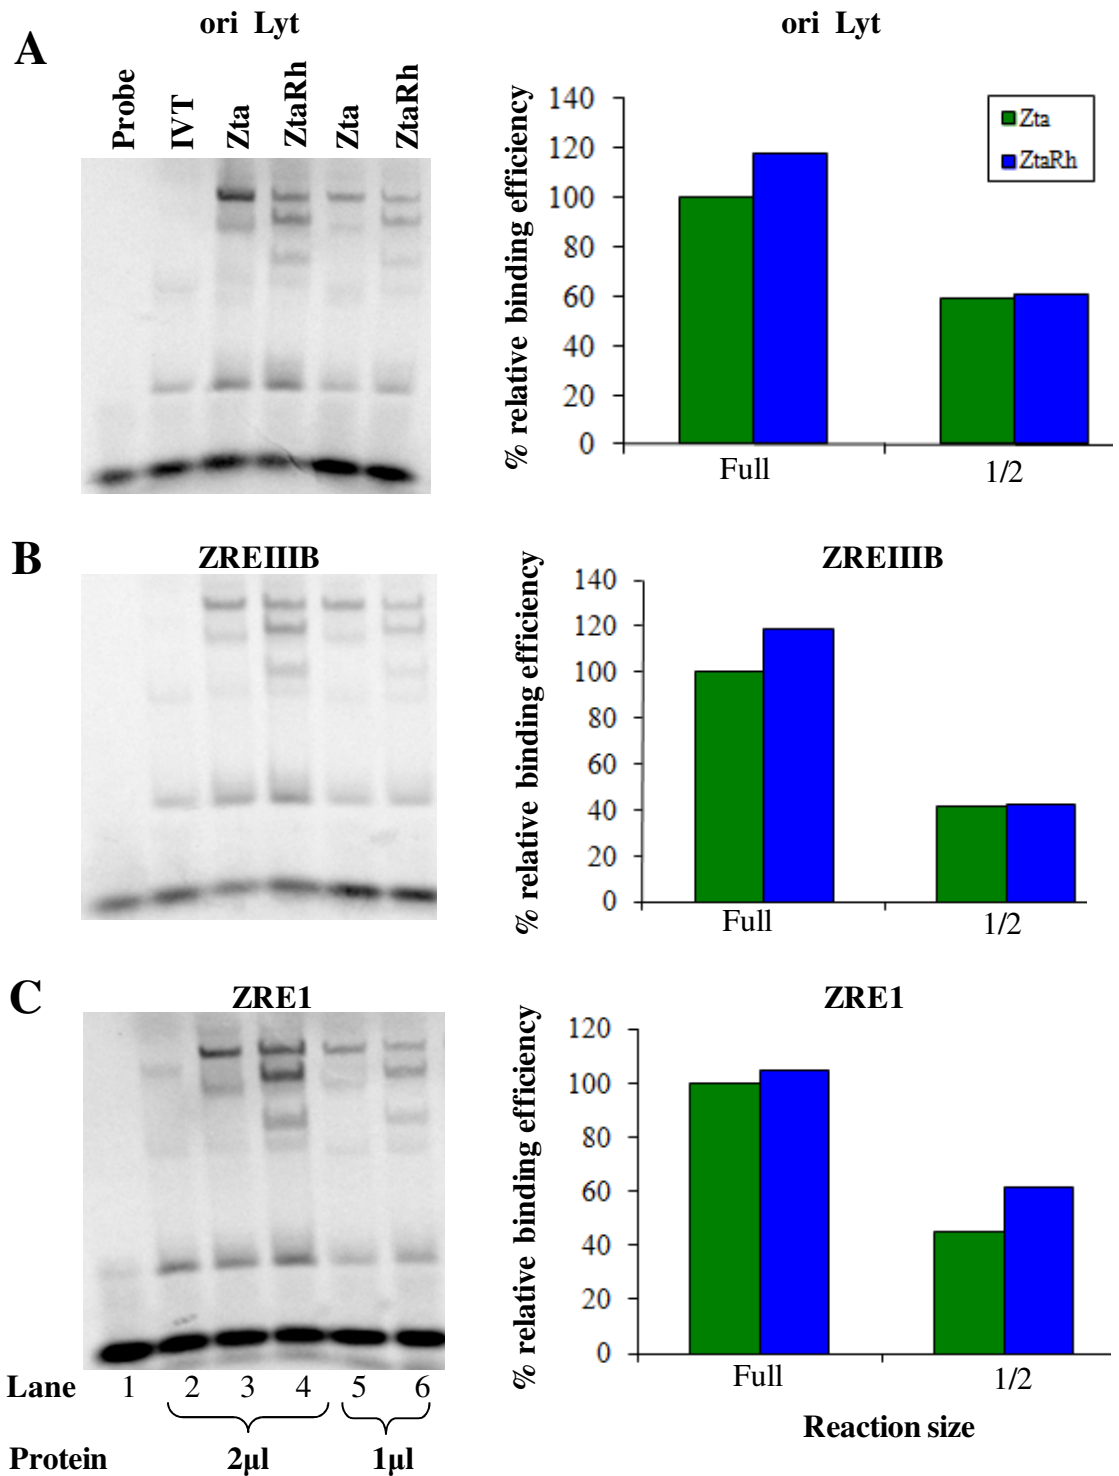 A
ori Lyt
Probe
IVT
Zta
ZtaRh
Zta
ZtaRh
ori Lyt
% relative binding efficiency
140
120
100
80
60
40
20
0
Full
1/2
Zta
ZtaRh
B
ZREIIIB
ZREIIIB
% relative binding efficiency
140
120
100
80
60
40
20
0
Full
1/2
C
ZRE1
ZRE1
% relative binding efficiency
120
100
80
60
40
20
0
Full
1/2
Reaction size
Lane 1 2 3 4 5 6
Protein 2µl 1µl